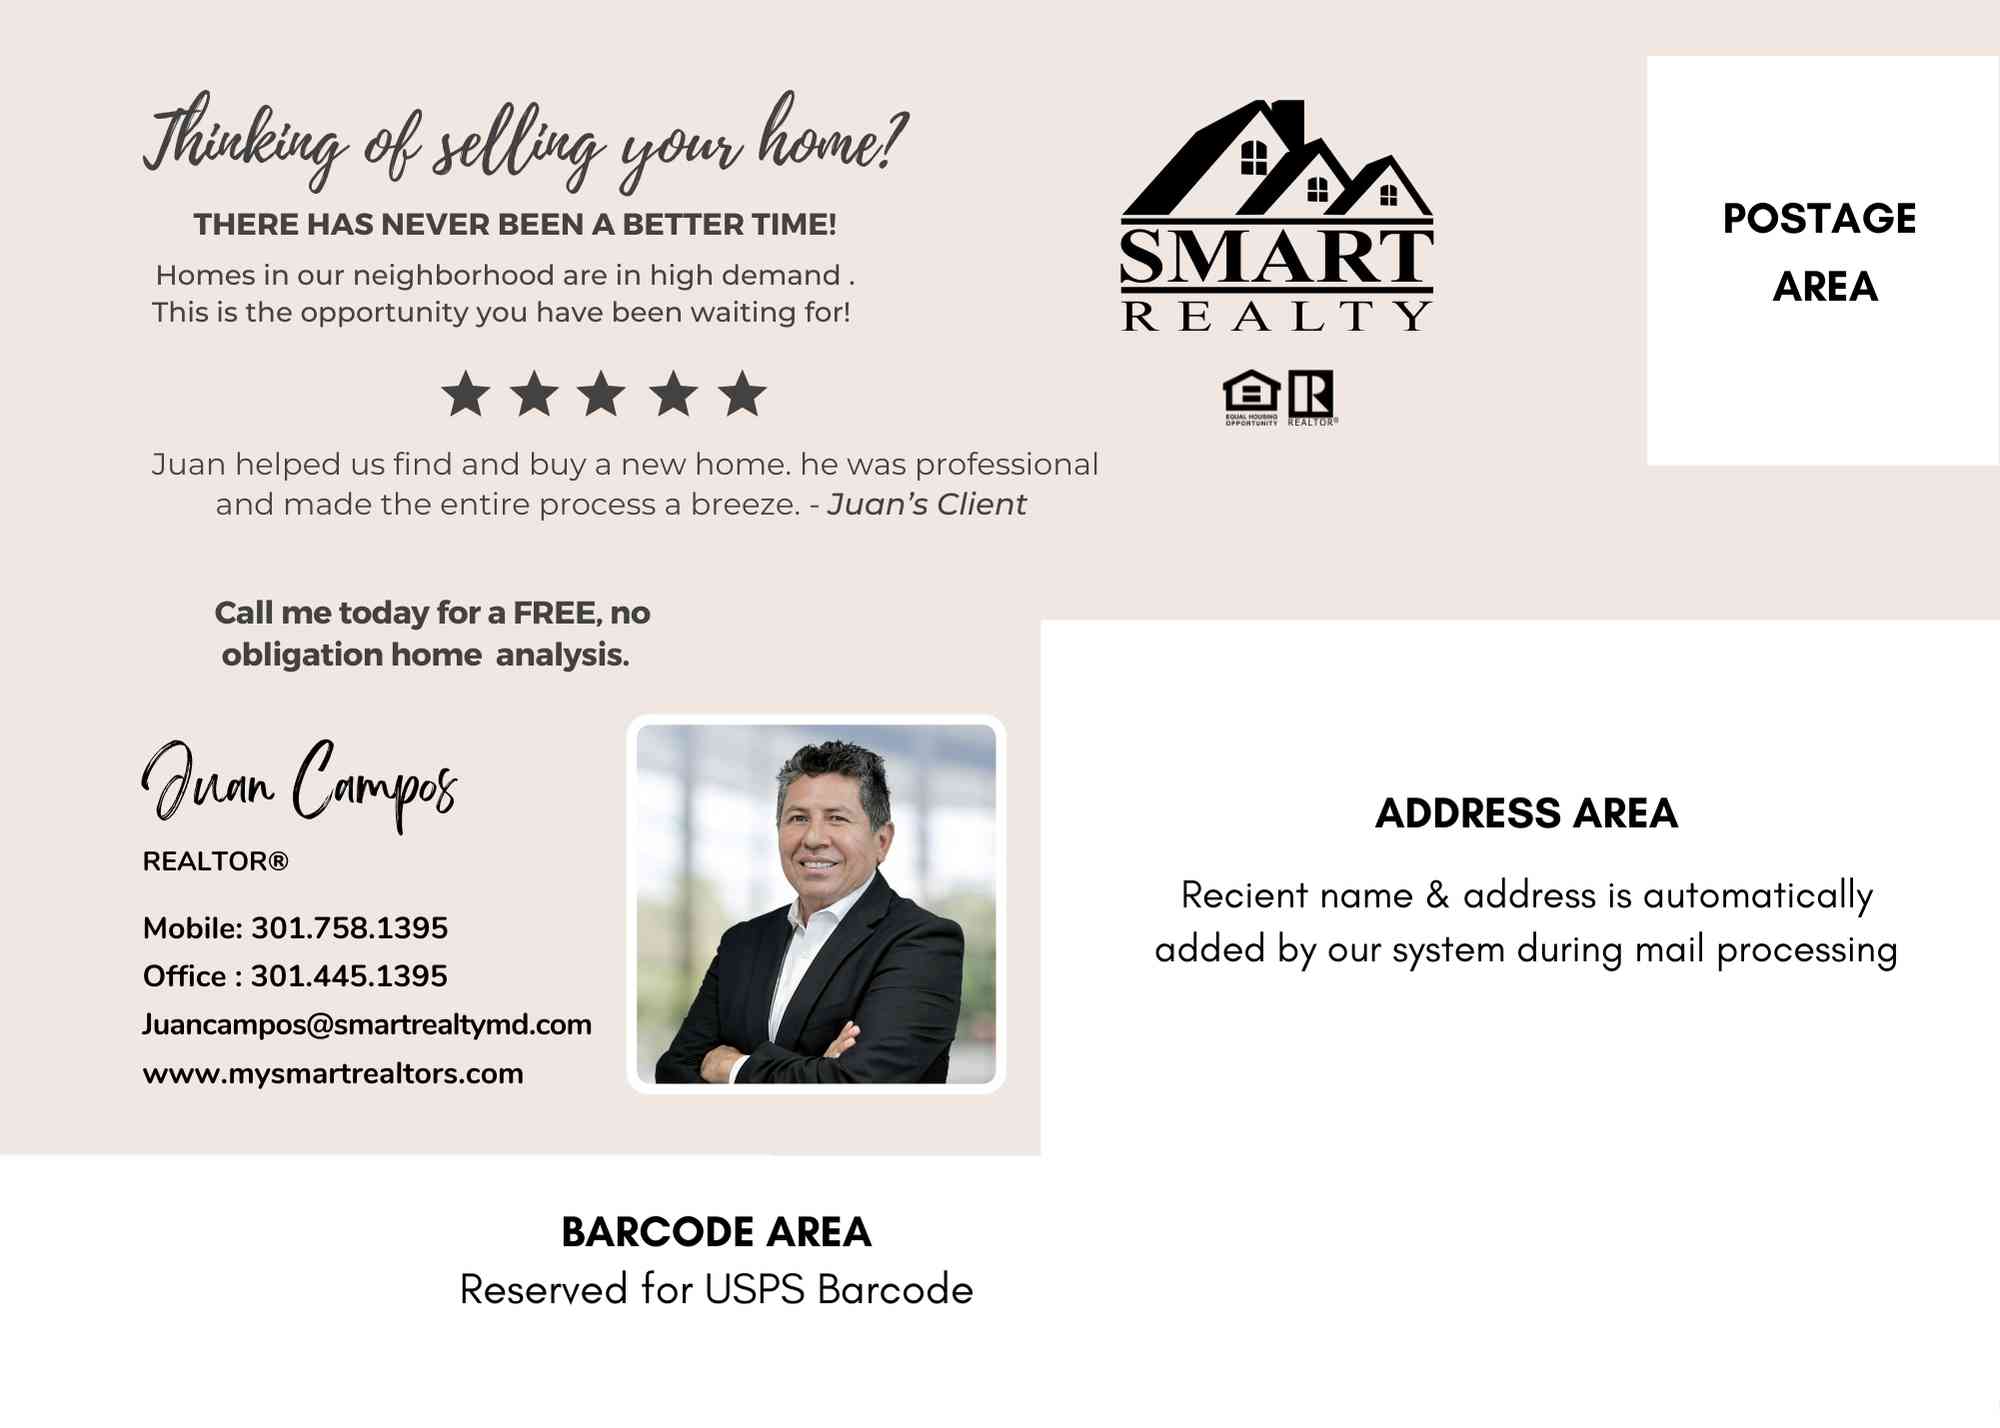 Thinking of selling your home?
THERE HAS NEVER BEEN A BETTER TIME!
Homes in our neighborhood are in high demand .
This is the opportunity you have been waiting for!
Juan helped us find and buy a new home. he was professional
and made the entire process a breeze. - Juan’s Client
SMART
REALTY
EQUAL HOUSING
OPPORTUNITY
REALTOR®
POSTAGE
AREA
Call me today for a FREE, no
obligation home  analysis.
Juan Campos
REALTOR®
Mobile: 301.758.1395
Office : 301.445.1395
Juancampos@smartrealtymd.com
www.mysmartrealtors.com
ADDRESS AREA
Recient name & address is automatically
added by our system during mail processing
BARCODE AREA
Reserved for USPS Barcode